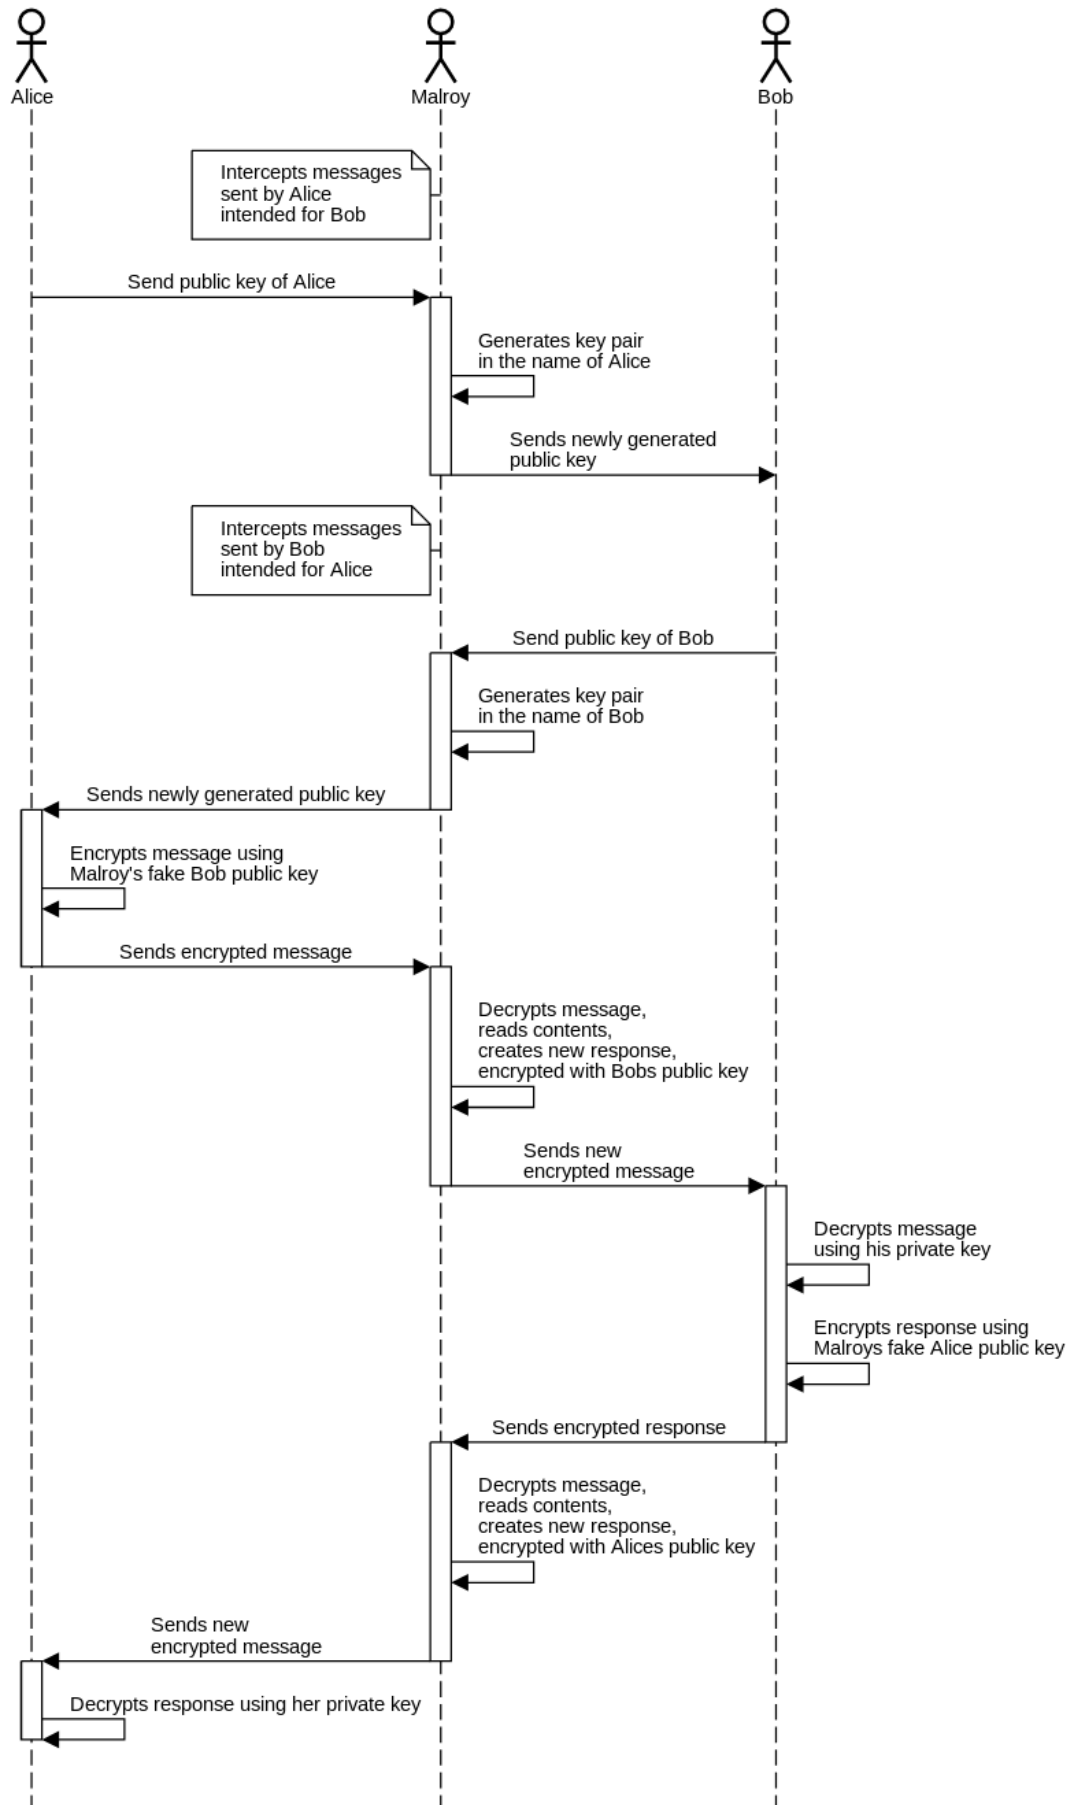 Alice
Malroy
Bob
Intercepts messages
sent by Alice
intended for Bob
Send public key of Alice
Generates key pair
in the name of Alice
Sends newly generated
public key
Intercepts messages
sent by Bob
intended for Alice
Send public key of Bob
Generates key pair
in the name of Bob
Sends newly generated public key
Encrypts message using
Malroy's fake Bob public key
Sends encrypted message
Decrypts message,
reads contents,
creates new response,
encrypted with Bobs public key
Sends new
encrypted message
Decrypts message
using his private key
Encrypts response using
Malroys fake Alice public key
Sends encrypted response
Decrypts message,
reads contents,
creates new response,
encrypted with Alices public key
Sends new
encrypted message
Decrypts response using her private key